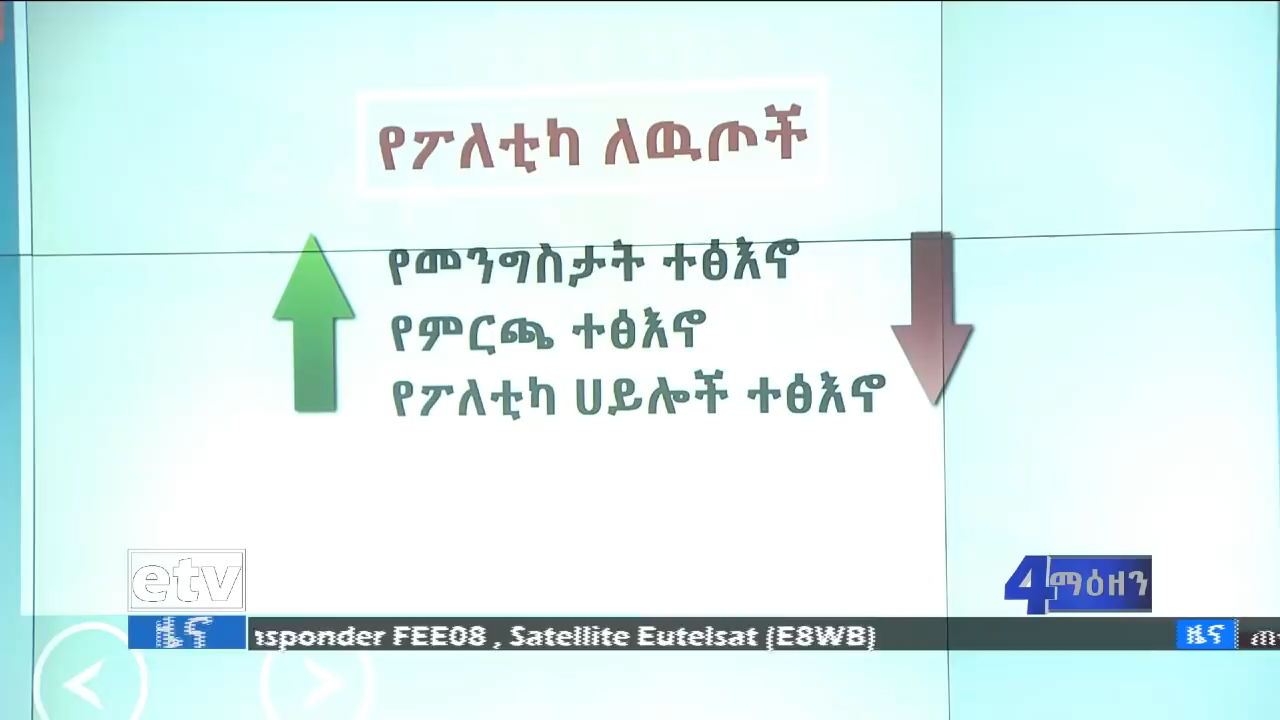 የፖለቲካ ለዉጦች
የመንግስታት ተፅእኖ
የምርጫ ተፅእኖ
የፖለቲካ ሀይሎች ተፅእኖ
etv
4 ማዕዘን
ዜና
sponder FEE08 , Satellite Eutelsat (E8WB)
ዜና